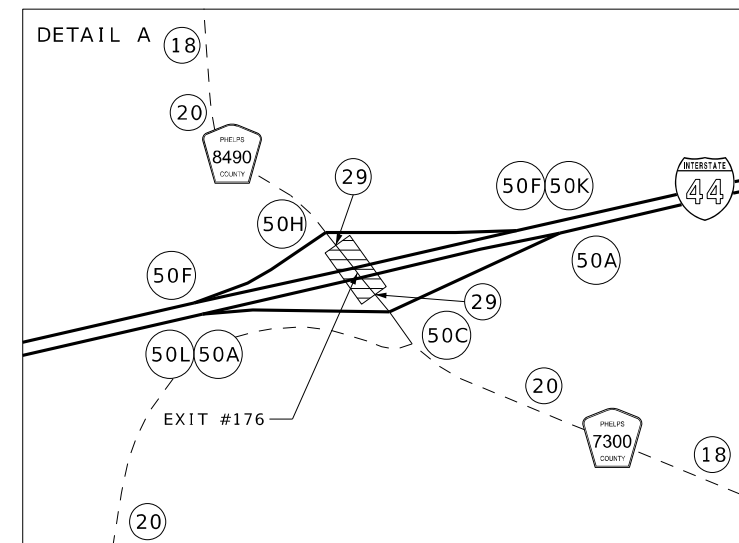 DETAIL A
18
20
PHELPS
8490
COUNTY
29
50F
50K
INTERSTATE
44
50H
50F
50A
29
50L
50A
50C
EXIT #176
20
PHELPS
7300
COUNTY
18
20